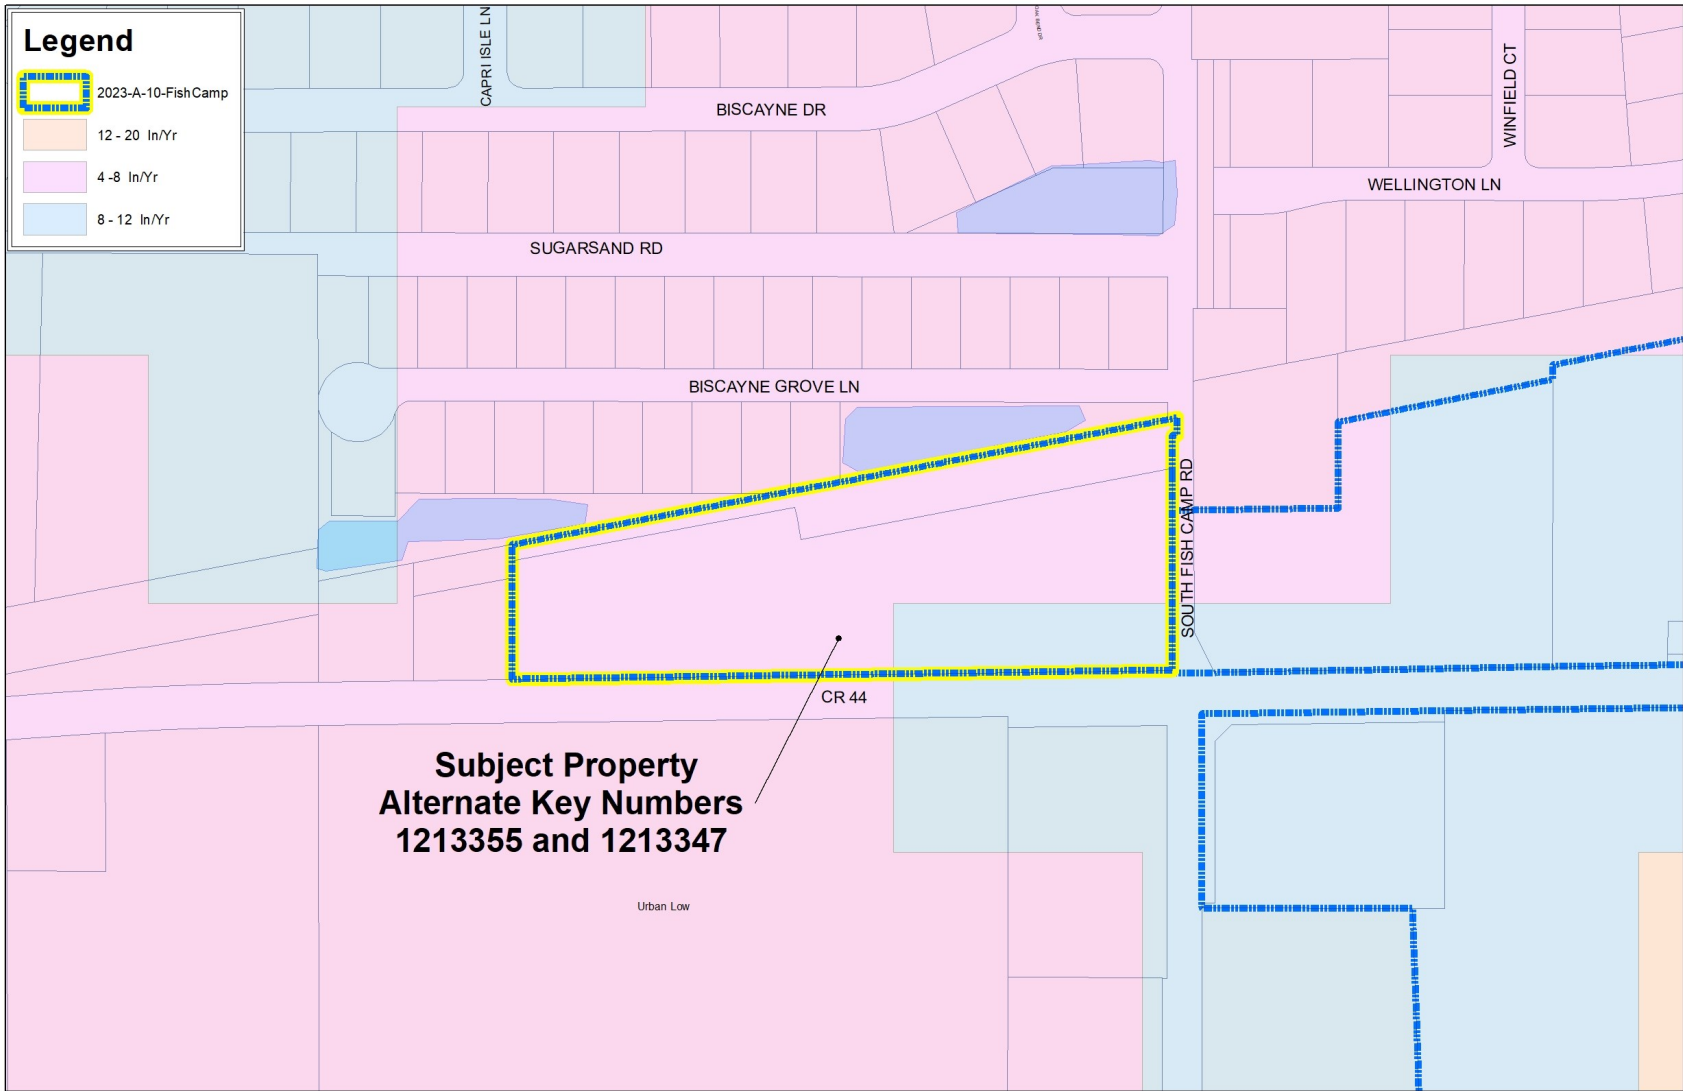 Legend
2023-A-10-FishCamp
12 - 20 In/Yr
4 -8 In/Yr
8 - 12 In/Yr
CAPRI ISLE LN
BISCAYNE DR
WINFIELD CT
WELLINGTON LN
SUGARSAND RD
BISCAYNE GROVE LN
SOUTH FISH CAMP RD
CR 44
Subject Property
Alternate Key Numbers
1213355 and 1213347
Urban Low